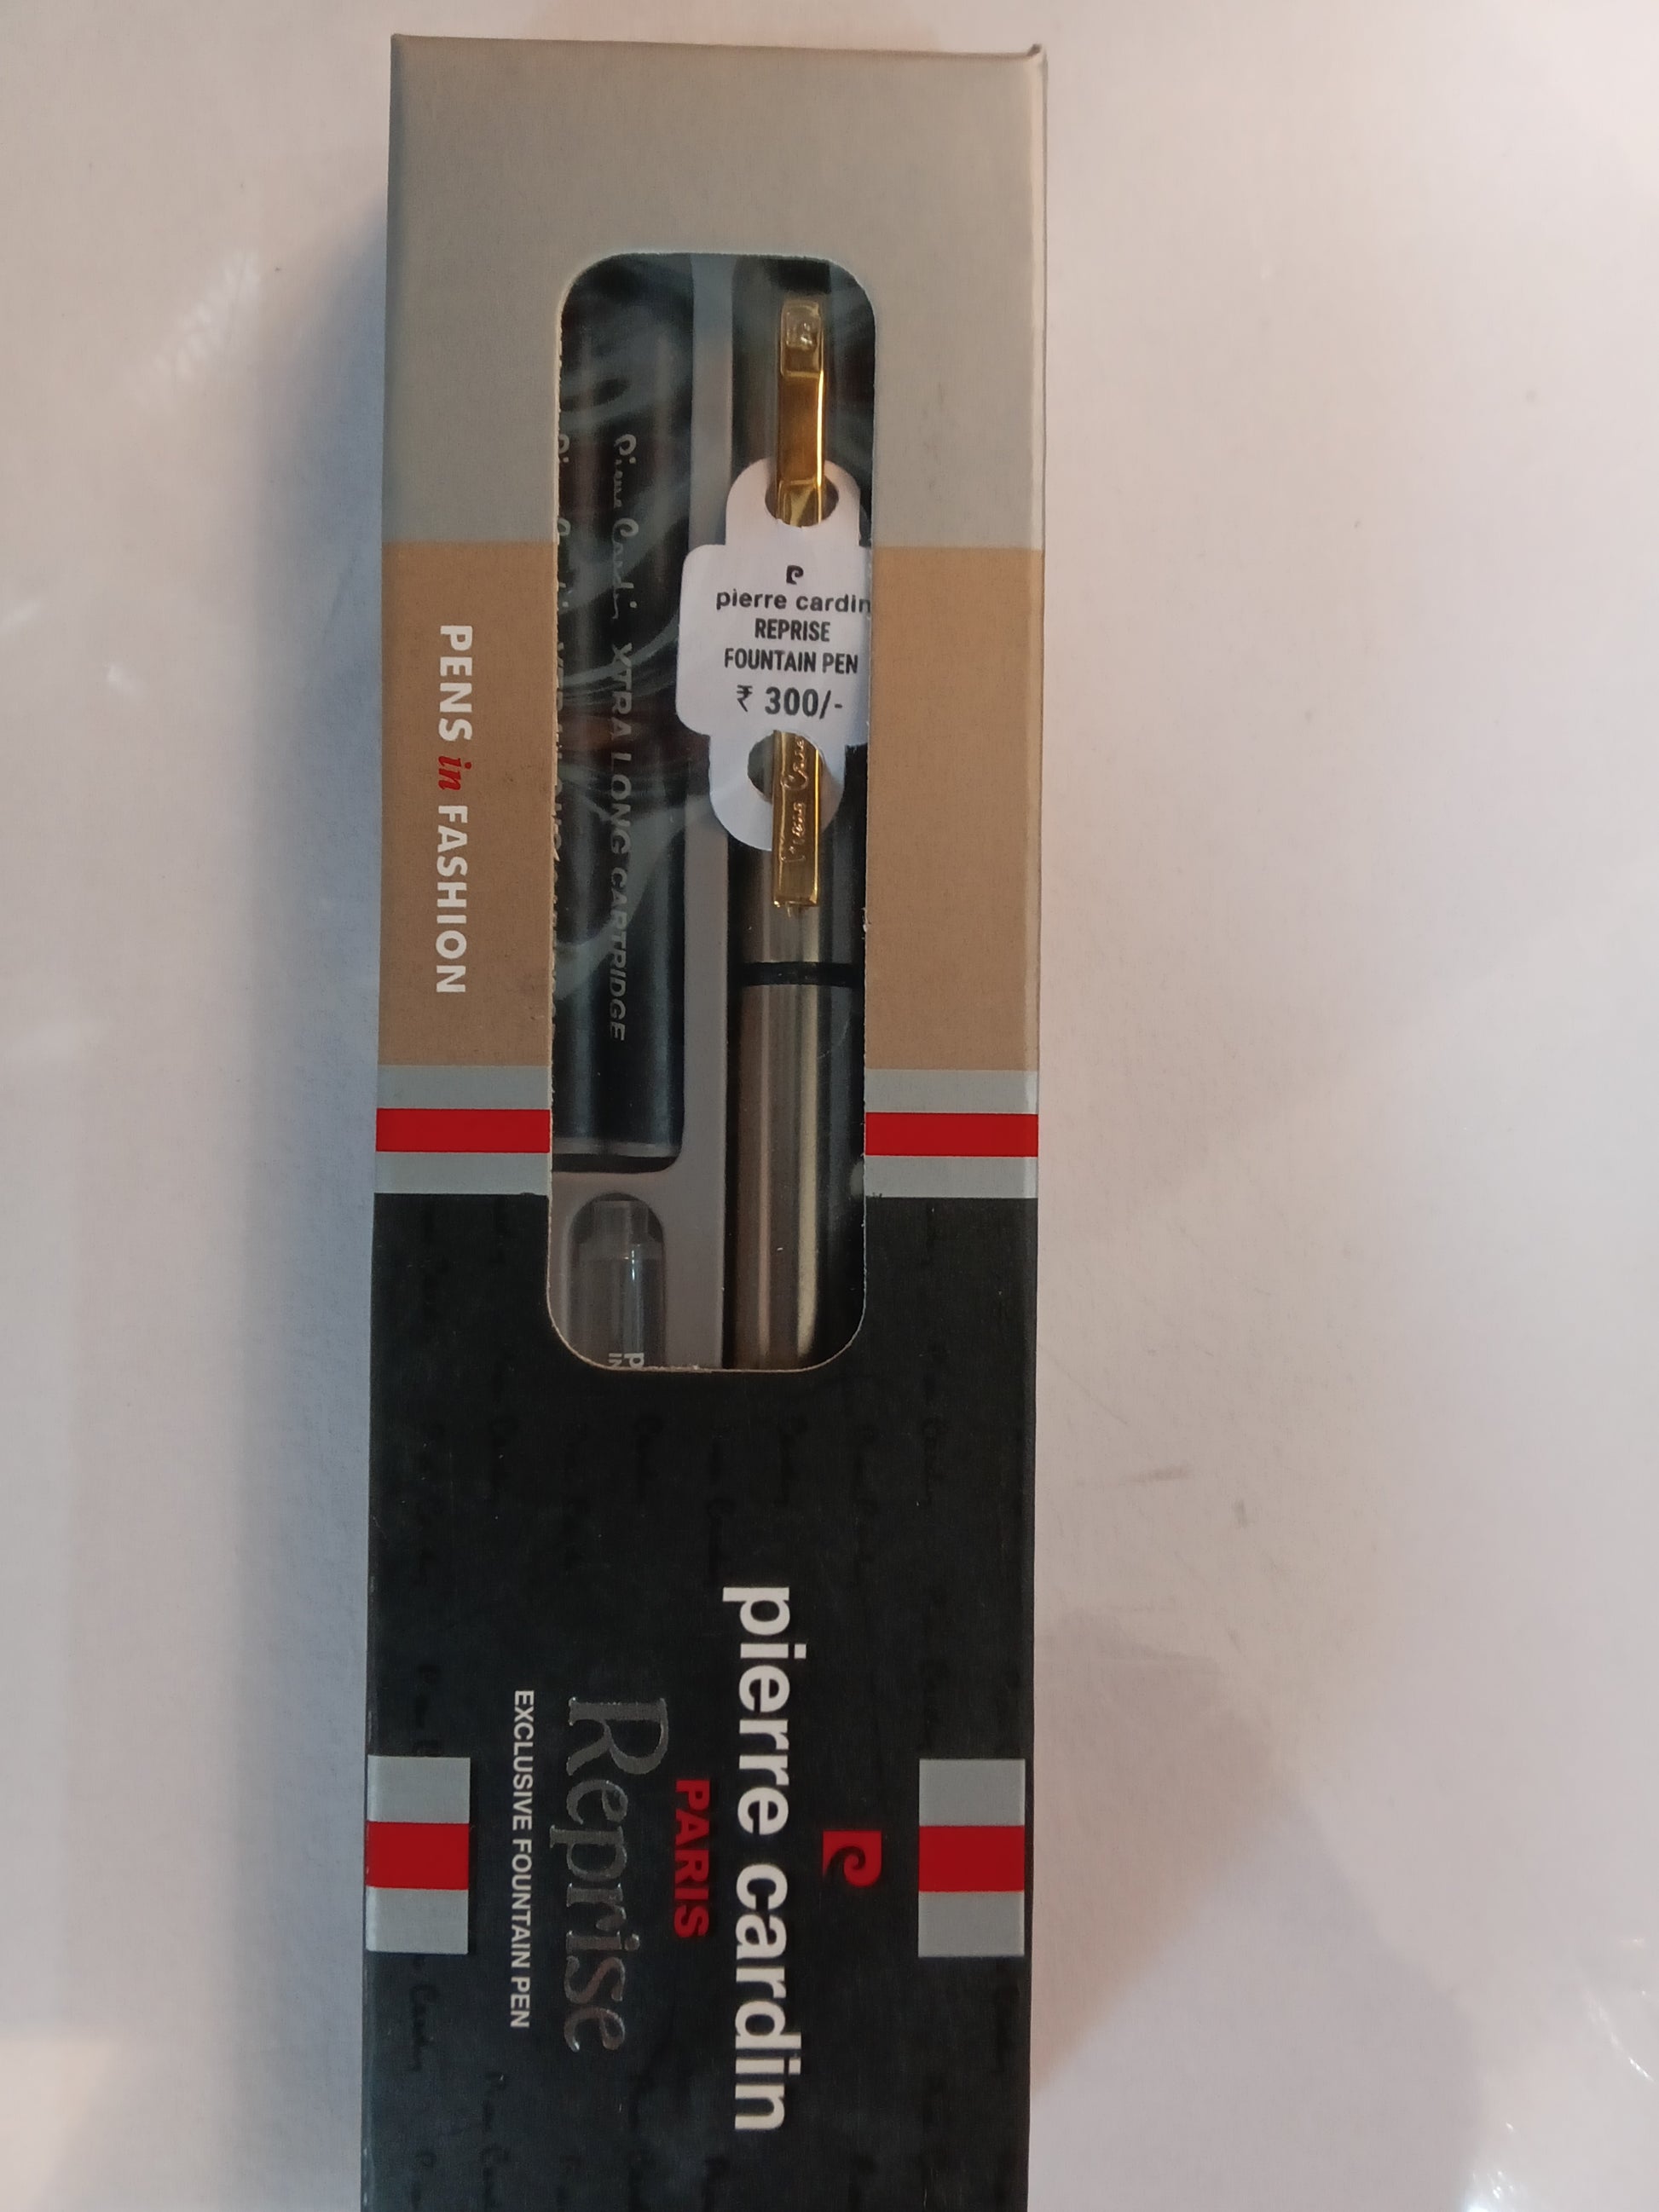 pierre cardin
REPRISE
FOUNTAIN PEN
₹ 300/-
Pierre Cardin XTRA LONG CARTRIDGE
PENS in FASHION
pierre cardin
PARIS
Reprise
EXCLUSIVE FOUNTAIN PEN